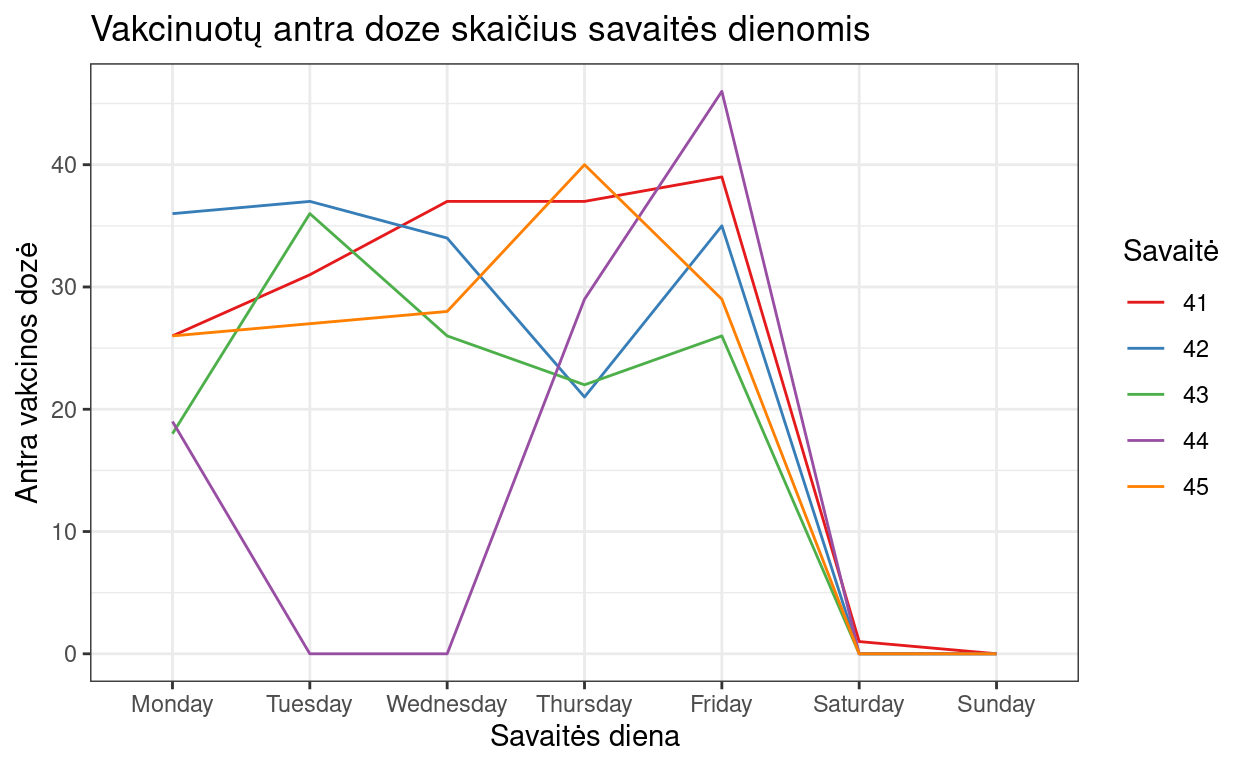 Vakcinuotų antra doze skaičius savaitės dienomis
Antra vakcinos dozė
40
30
20
10
0
Monday Tuesday Wednesday Thursday Friday Saturday Sunday
Savaitės diena
Savaitė
41
42
43
44
45